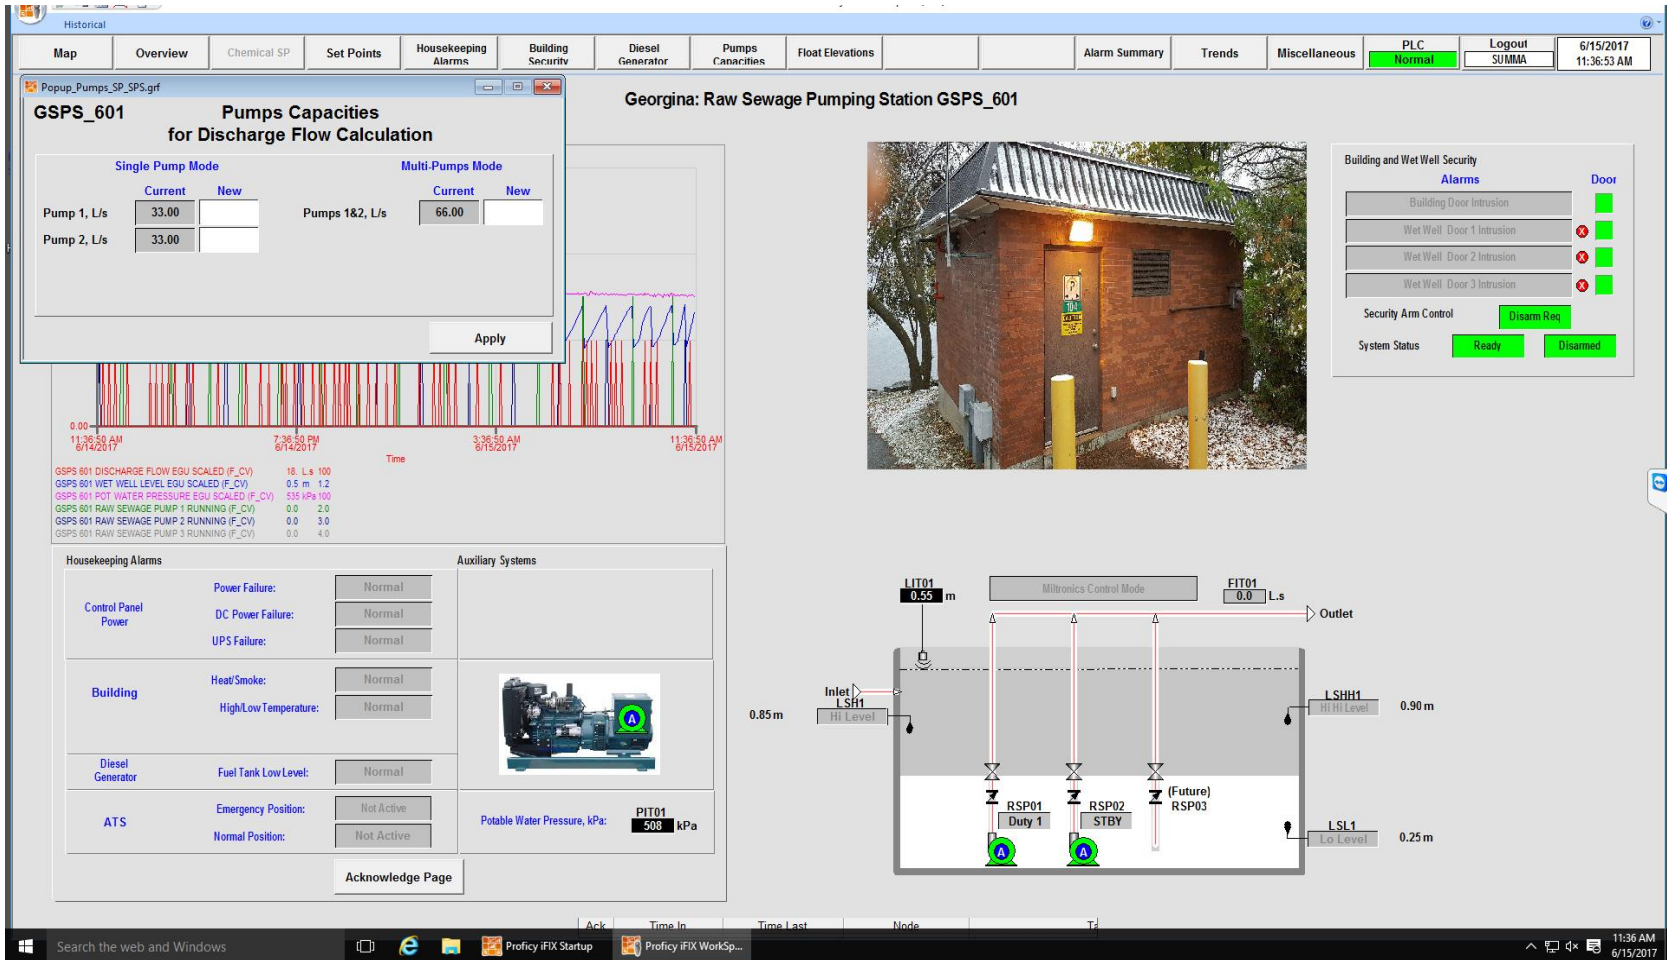 Historical
Map Overview Chemical SP Set Points Housekeeping Alarms Building Security Diesel Generator Pumps Capacities Float Elevations Alarm Summary Trends Miscellaneous PLC Normal Logout SUMMA 6/15/2017 11:36:53 AM
Popup_Pumps_SP_SPS.grf
GSPS_601 Pumps Capacities
for Discharge Flow Calculation
Single Pump Mode Multi-Pumps Mode
Current New Current New
Pump 1, L/s 33.00 Pumps 1&2, L/s 66.00
Pump 2, L/s 33.00
Apply
Georgina: Raw Sewage Pumping Station GSPS_601
Building and Wet Well Security
Alarms Door
Building Door Intrusion
Wet Well Door 1 Intrusion X
Wet Well Door 2 Intrusion X
Wet Well Door 3 Intrusion X
Security Arm Control Disarm Req
System Status Ready Disarmed
104
0.00
11:36:50 AM 7:36:50 PM 3:36:50 AM 11:36:50 AM
6/14/2017 6/14/2017 6/15/2017 6/15/2017
Time
GSPS 601 DISCHARGE FLOW EGU SCALED (F_CV) 18. L.s 100
GSPS 601 WET WELL LEVEL EGU SCALED (F_CV) 0.5 m 1.2
GSPS 601 POT WATER PRESSURE EGU SCALED (F_CV) 535 kPa 100
GSPS 601 RAW SEWAGE PUMP 1 RUNNING (F_CV) 0.0 2.0
GSPS 601 RAW SEWAGE PUMP 2 RUNNING (F_CV) 0.0 3.0
GSPS 601 RAW SEWAGE PUMP 3 RUNNING (F_CV) 0.0 4.0
Housekeeping Alarms Auxiliary Systems
Control Panel Power
Power Failure: Normal
DC Power Failure: Normal
UPS Failure: Normal
Building
Heat/Smoke: Normal
High/Low Temperature: Normal
A
Diesel Generator
Fuel Tank Low Level: Normal
ATS
Emergency Position: Not Active
Normal Position: Not Active
Potable Water Pressure, kPa: PIT01 508 kPa
Acknowledge Page
LIT01 0.55 m
Miltronics Control Mode
FIT01 0.0 L.s
Outlet
Inlet
LSH1
0.85 m Hi Level
LSHH1
Hi Hi Level 0.90 m
(Future)
RSP01 RSP02 RSP03
Duty 1 STBY
A A
LSL1
Lo Level 0.25 m
Ack Time In Time Last Node
Search the web and Windows Proficy iFIX Startup Proficy iFIX WorkSp... 11:36 AM
6/15/2017